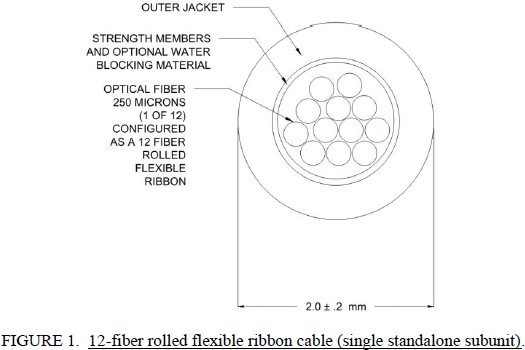 OUTER JACKET
STRENGTH MEMBERS
AND OPTIONAL WATER
BLOCKING MATERIAL
OPTICAL FIBER
250 MICRONS
(1 OF 12)
CONFIGURED
AS A 12 FIBER
ROLLED
FLEXIBLE
RIBBON
2.0 ± .2 mm
FIGURE 1. 12-fiber rolled flexible ribbon cable (single standalone subunit).